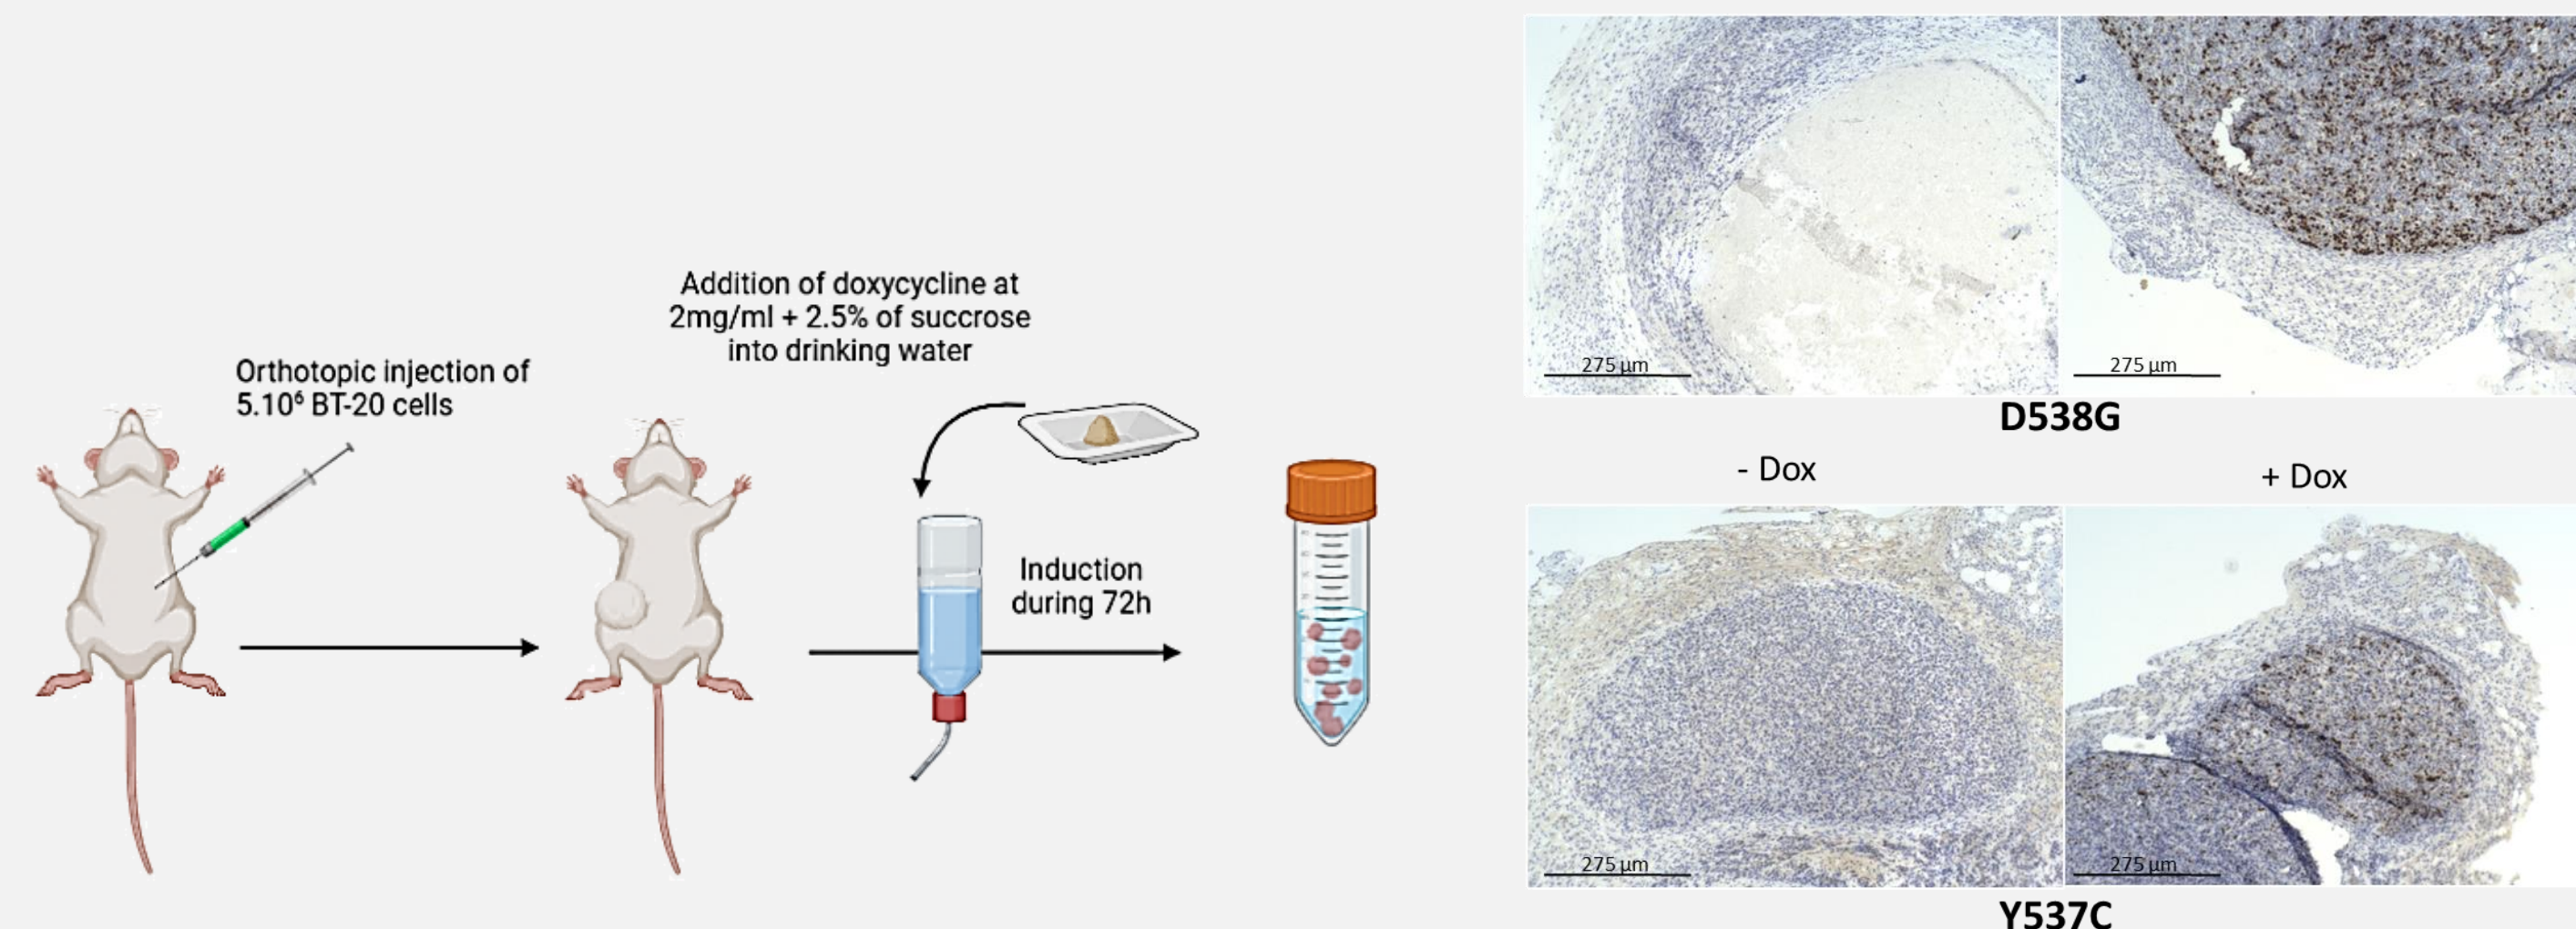 Orthotopic injection of
5.10⁶ BT-20 cells
Addition of doxycycline at
2mg/ml + 2.5% of succrose
into drinking water
Induction
during 72h
275 µm
275 µm
D538G
- Dox
+ Dox
275 µm
275 µm
Y537C